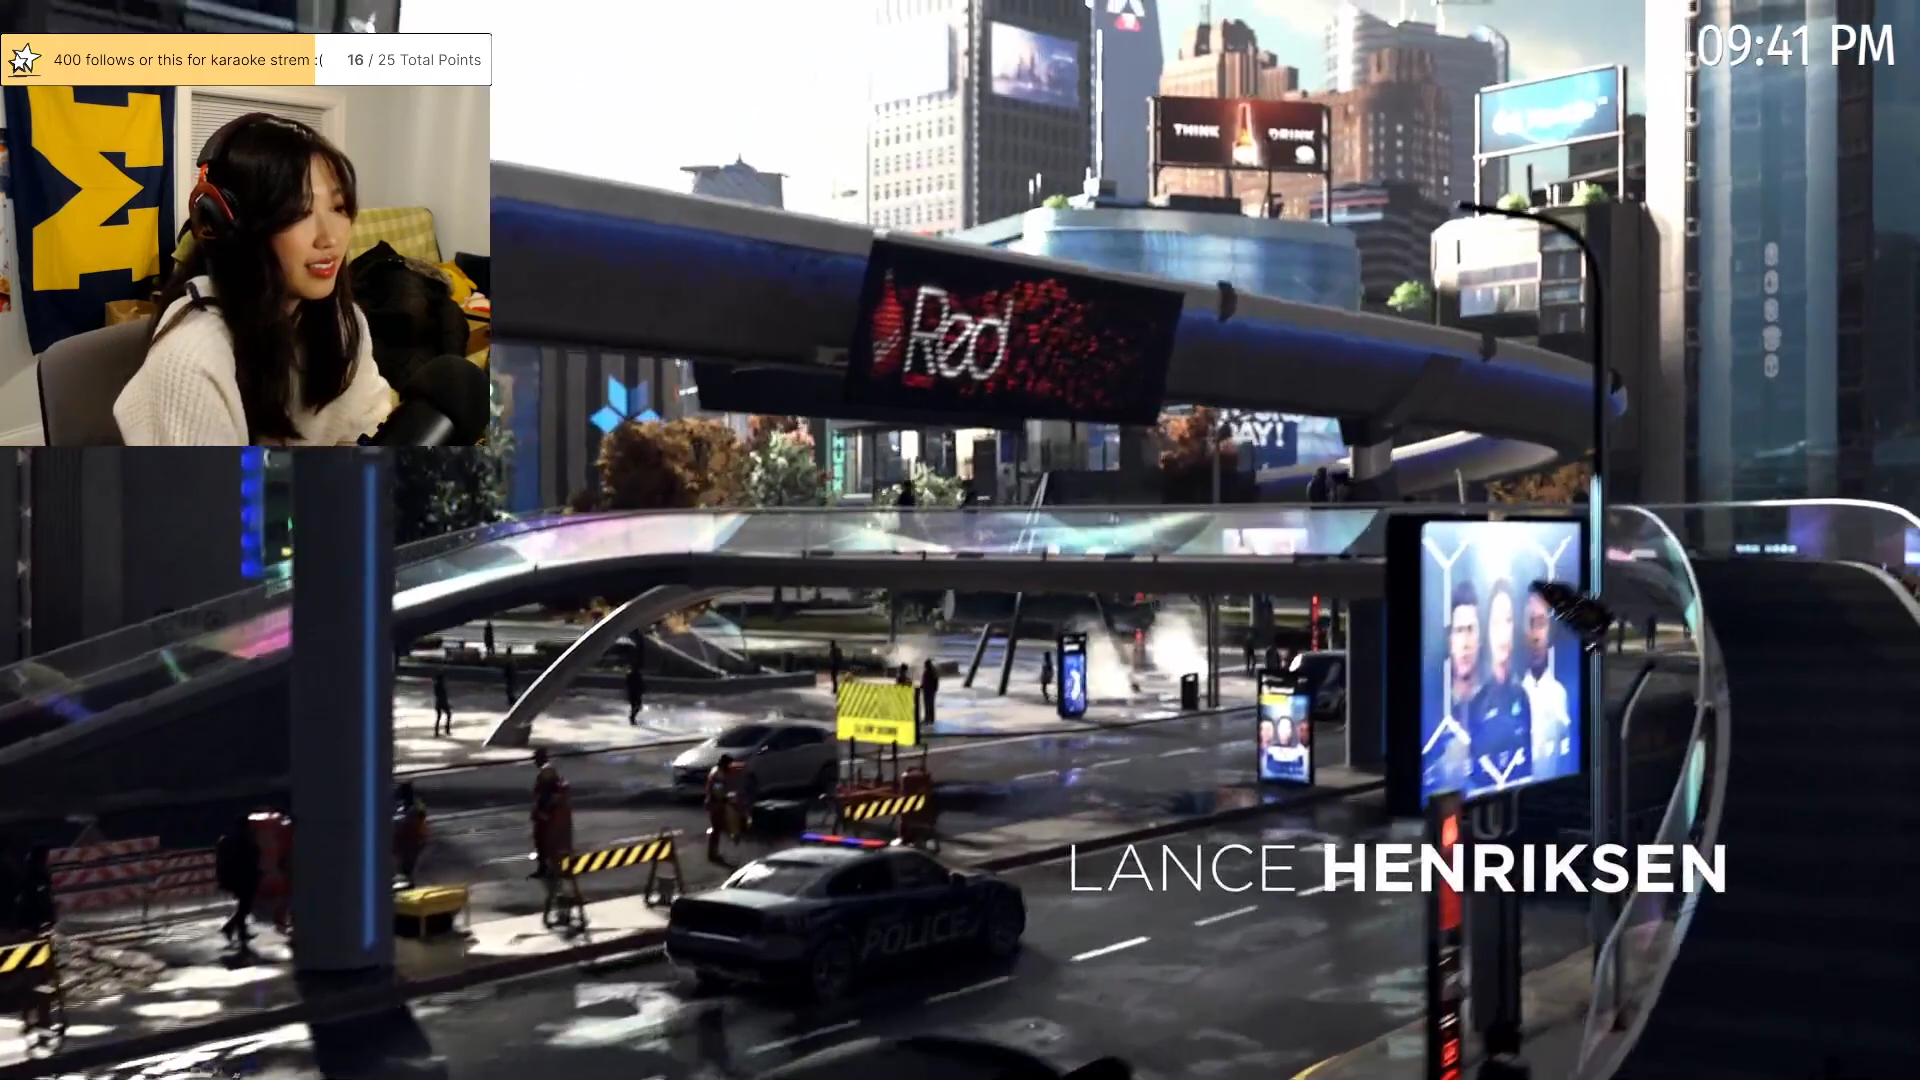 09:41 PM
400 follows or this for karaoke strem :( 16 / 25 Total Points
M
THINK DRINK
Red
DAY!
POLICE
LANCE HENRIKSEN